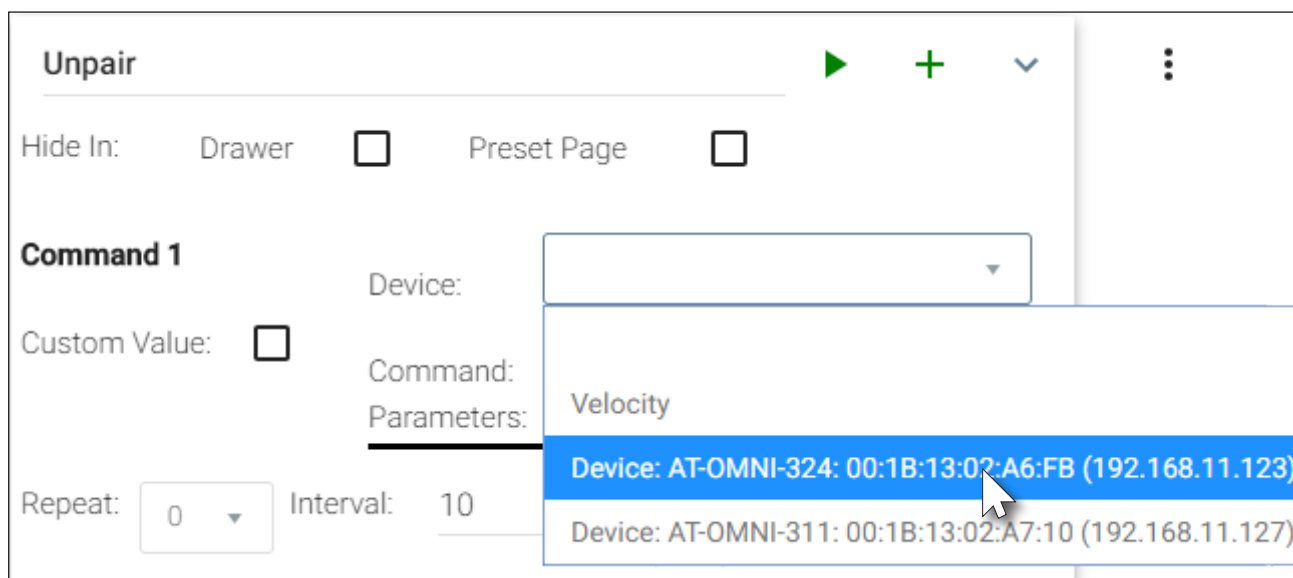 Unpair
Hide In: Drawer Preset Page
Command 1
Device:
Custom Value:
Command:
Parameters:
Velocity
Device: AT-OMNI-324: 00:1B:13:02:A6:FB (192.168.11.123)
Device: AT-OMNI-311: 00:1B:13:02:A7:10 (192.168.11.127)
Repeat: 0 Interval: 10